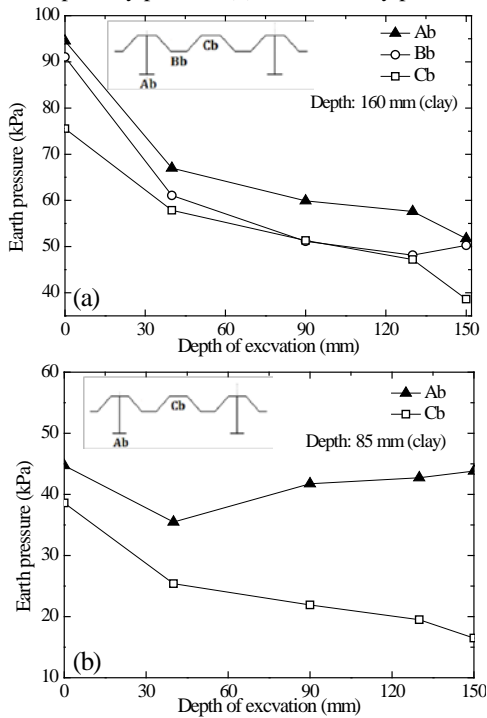 100
90
80
70
60
50
40
Earth pressure (kPa)
Ab
Bb
Cb
Ab
Bb
Cb
Depth: 160 mm (clay)
(a)
0 30 60 90 120 150
Depth of excvation (mm)
60
50
40
30
20
10
Earth pressure (kPa)
Ab
Cb
Ab
Cb
Depth: 85 mm (clay)
(b)
0 30 60 90 120 150
Depth of excvation (mm)